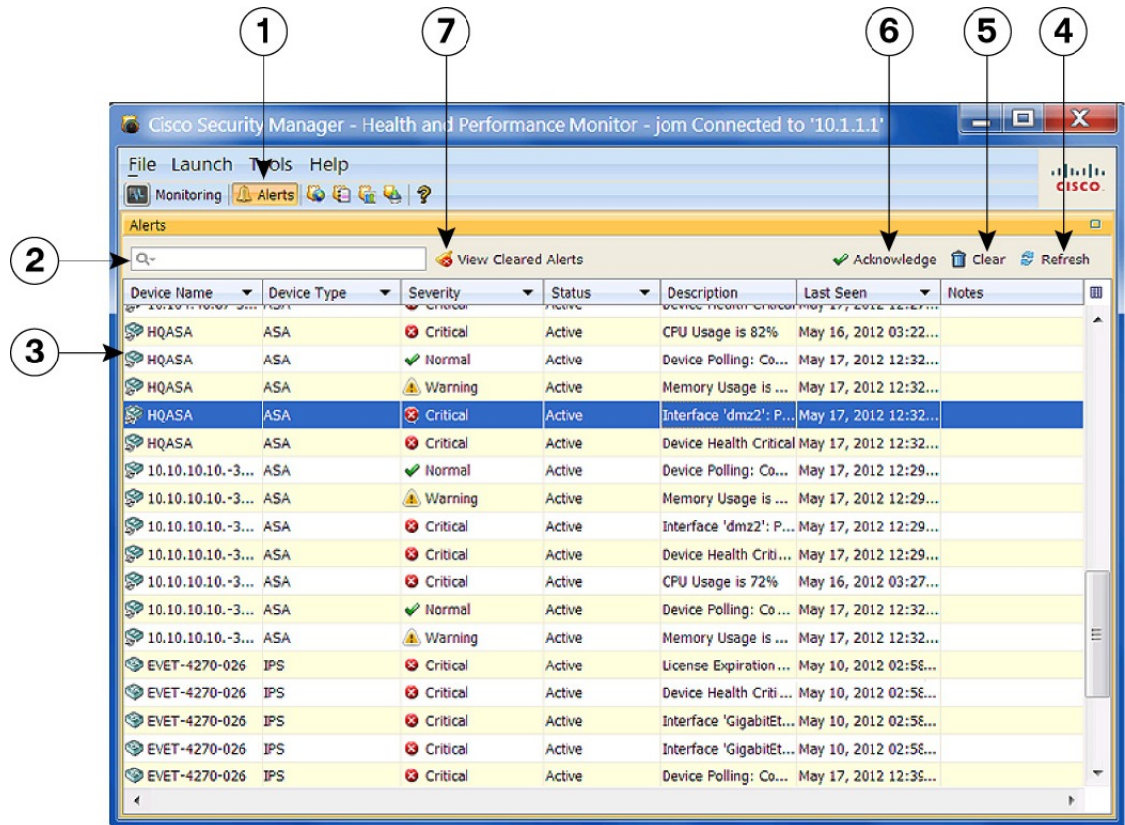 1 7 6 5 4
Cisco Security Manager - Health and Performance Monitor - jom Connected to '10.1.1.1'
File Launch Tools Help
CISCO
Monitoring Alerts
Alerts
2 View Cleared Alerts Acknowledge Clear Refresh
Device Name Device Type Severity Status Description Last Seen Notes
3
HQASA ASA Critical Active CPU Usage is 82% May 16, 2012 03:22...
HQASA ASA Normal Active Device Polling: Co... May 17, 2012 12:32...
HQASA ASA Warning Active Memory Usage is ... May 17, 2012 12:32...
HQASA ASA Critical Active Interface 'dmz2': P... May 17, 2012 12:32...
HQASA ASA Critical Active Device Health Critical May 17, 2012 12:32...
10.10.10.10.-3... ASA Normal Active Device Polling: Co... May 17, 2012 12:29...
10.10.10.10.-3... ASA Warning Active Memory Usage is ... May 17, 2012 12:29...
10.10.10.10.-3... ASA Critical Active Interface 'dmz2': P... May 17, 2012 12:29...
10.10.10.10.-3... ASA Critical Active Device Health Criti... May 17, 2012 12:29...
10.10.10.10.-3... ASA Critical Active CPU Usage is 72% May 16, 2012 03:27...
10.10.10.10.-3... ASA Normal Active Device Polling: Co... May 17, 2012 12:32...
10.10.10.10.-3... ASA Warning Active Memory Usage is ... May 17, 2012 12:32...
EVET-4270-026 IPS Critical Active License Expiration ... May 10, 2012 02:58...
EVET-4270-026 IPS Critical Active Device Health Criti... May 10, 2012 02:58...
EVET-4270-026 IPS Critical Active Interface 'GigabitEt... May 10, 2012 02:58...
EVET-4270-026 IPS Critical Active Interface 'GigabitEt... May 10, 2012 02:58...
EVET-4270-026 IPS Critical Active Device Polling: Co... May 17, 2012 12:39...